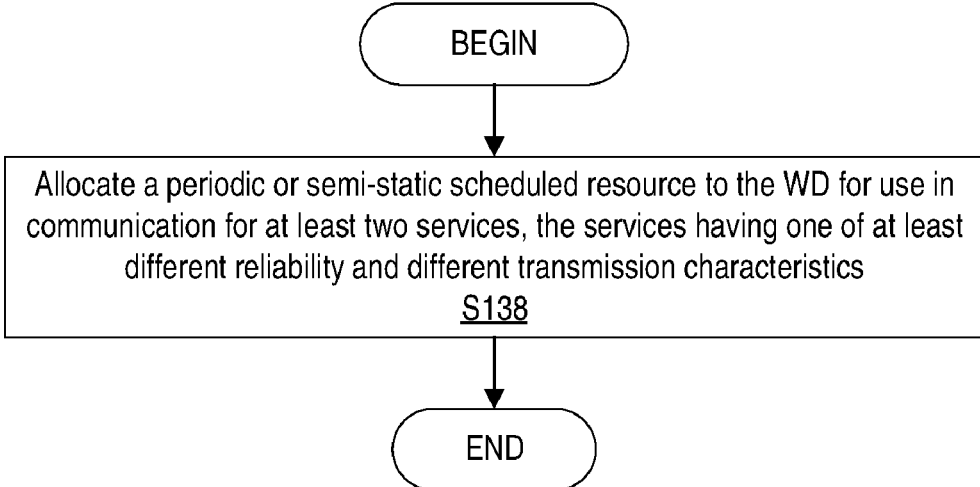 BEGIN
Allocate a periodic or semi-static scheduled resource to the WD for use in
communication for at least two services, the services having one of at least
different reliability and different transmission characteristics
S138
END